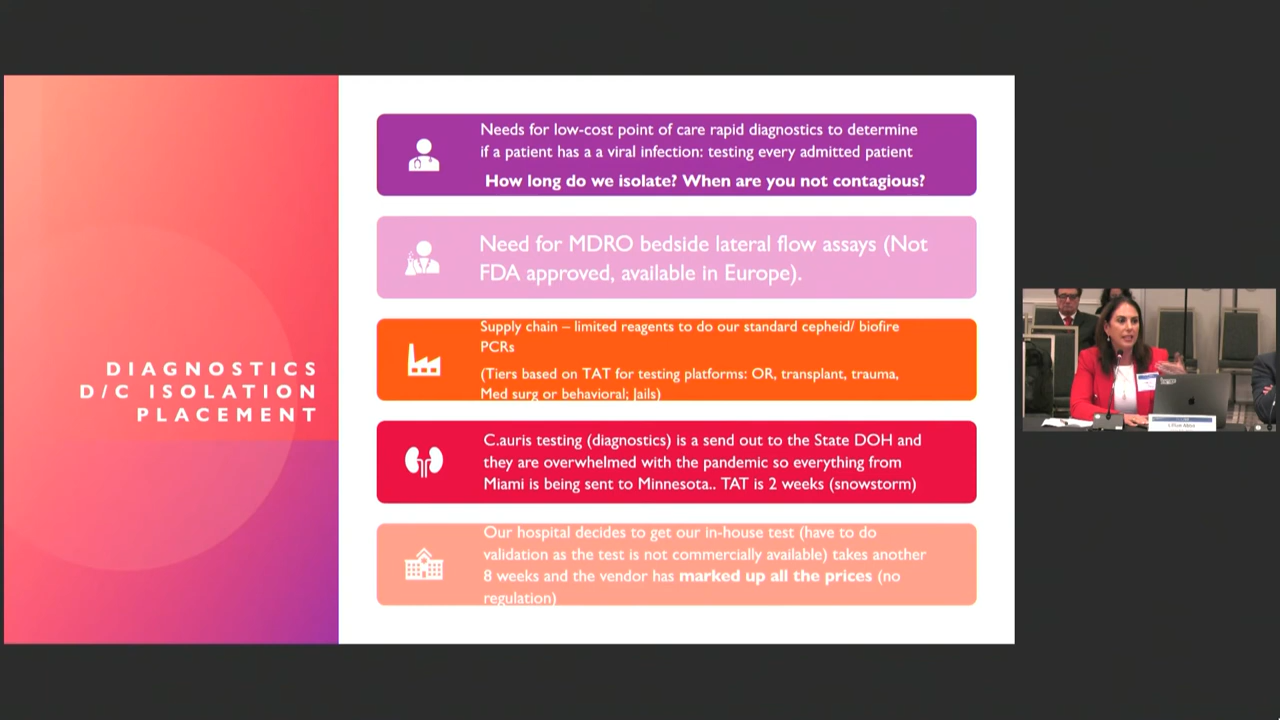 DIAGNOSTICS
D/C ISOLATION
PLACEMENT
Needs for low-cost point of care rapid diagnostics to determine
if a patient has a a viral infection: testing every admitted patient
How long do we isolate? When are you not contagious?
Need for MDRO bedside lateral flow assays (Not
FDA approved, available in Europe).
Supply chain – limited reagents to do our standard cepheid/ biofire
PCRs
(Tiers based on TAT for testing platforms: OR, transplant, trauma,
Med surg or behavioral; Jails)
C.auris testing (diagnostics) is a send out to the State DOH and
they are overwhelmed with the pandemic so everything from
Miami is being sent to Minnesota.. TAT is 2 weeks (snowstorm)
Our hospital decides to get our in-house test (have to do
validation as the test is not commercially available) takes another
8 weeks and the vendor has marked up all the prices (no
regulation)